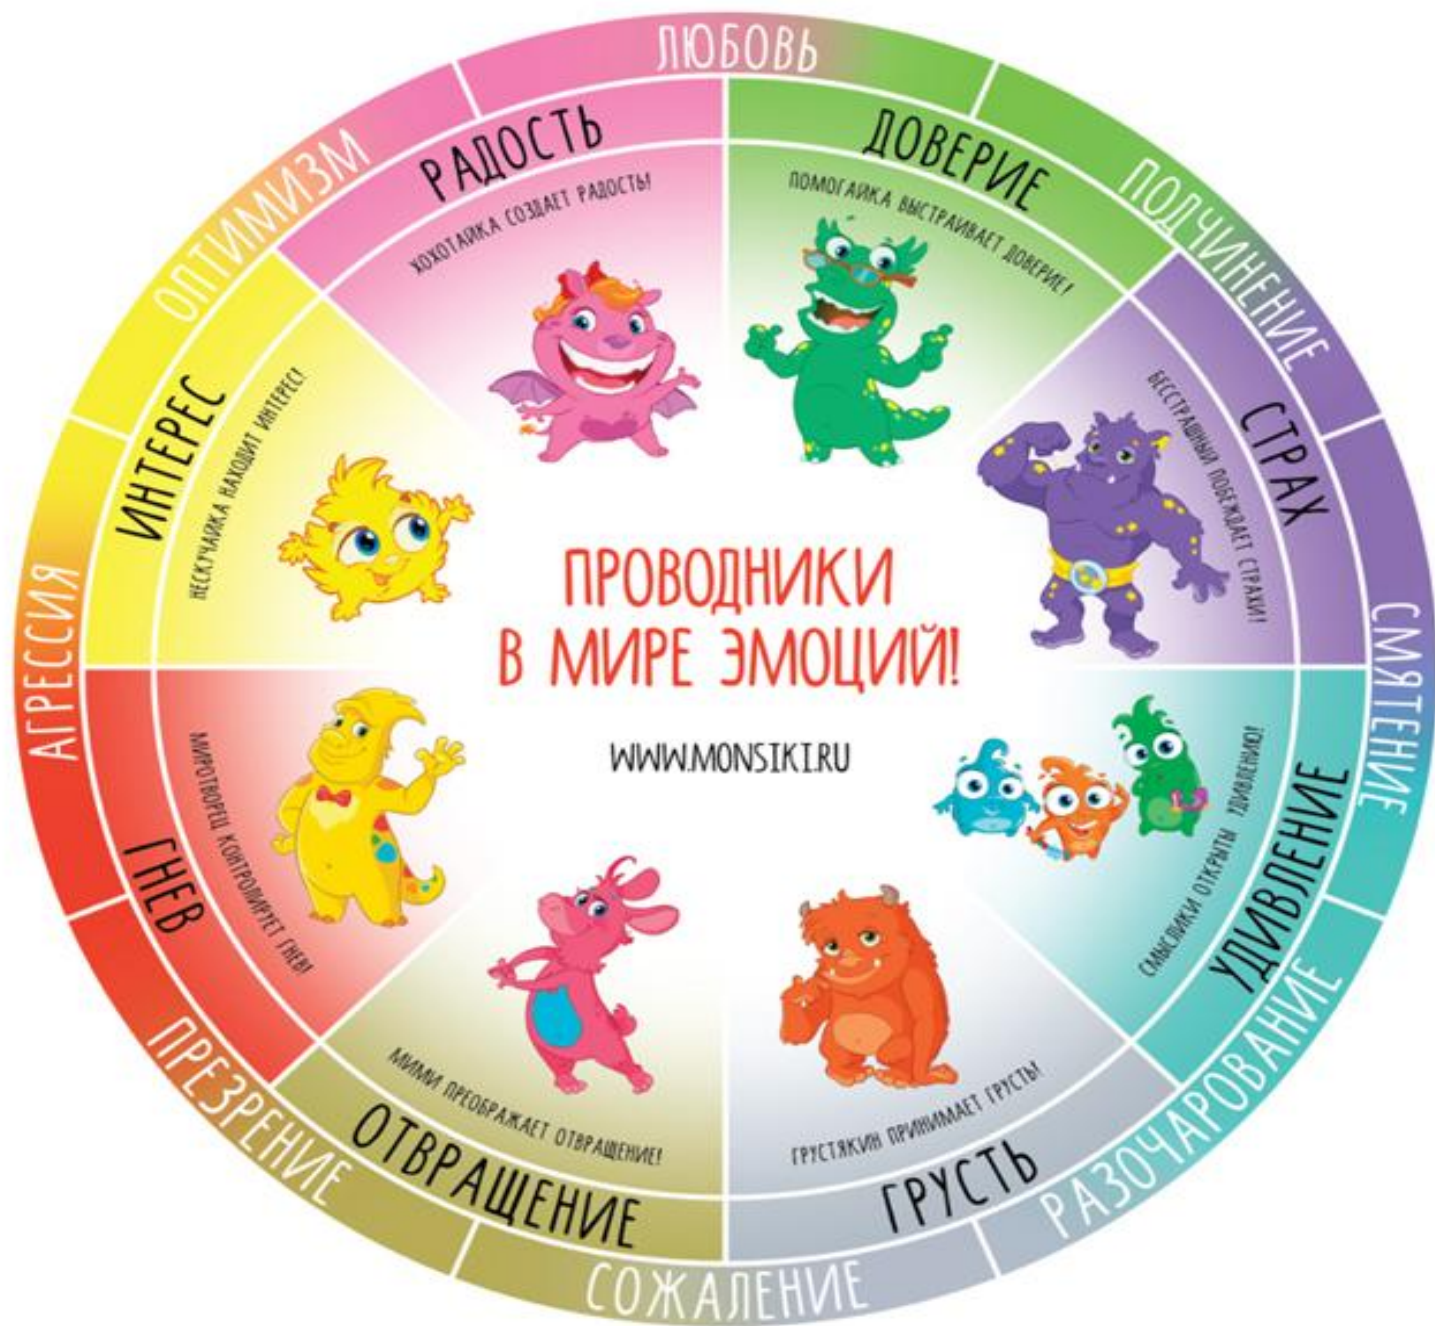 ЛЮБОВЬ
ПОДЧИНЕНИЕ
СМЯТЕНИЕ
РАЗОЧАРОВАНИЕ
СОЖАЛЕНИЕ
ПРЕЗРЕНИЕ
АГРЕССИЯ
ОПТИМИЗМ
РАДОСТЬ
ХОХОТАЙКА СОЗДАЕТ РАДОСТЬ!
ДОВЕРИЕ
ПОМОГАЙКА ВЫСТРАИВАЕТ ДОВЕРИЕ!
СТРАХ
БЕССТРАШНЫЙ ПОБЕЖДАЕТ СТРАХИ!
УДИВЛЕНИЕ
СМЫСЛИКИ ОТКРЫТЫ УДИВЛЕНИЮ!
ГРУСТЬ
ГРУСТЯКИН ПРИНИМАЕТ ГРУСТЬ!
ОТВРАЩЕНИЕ
МИМИ ПРЕОБРАЖАЕТ ОТВРАЩЕНИЕ!
ГНЕВ
МИРОТВОРЕЦ КОНТРОЛИРУЕТ ГНЕВ!
ИНТЕРЕС
НЕСКУЧАЙКА НАХОДИТ ИНТЕРЕС!
ПРОВОДНИКИ
В МИРЕ ЭМОЦИЙ!
WWW.MONSIKI.RU